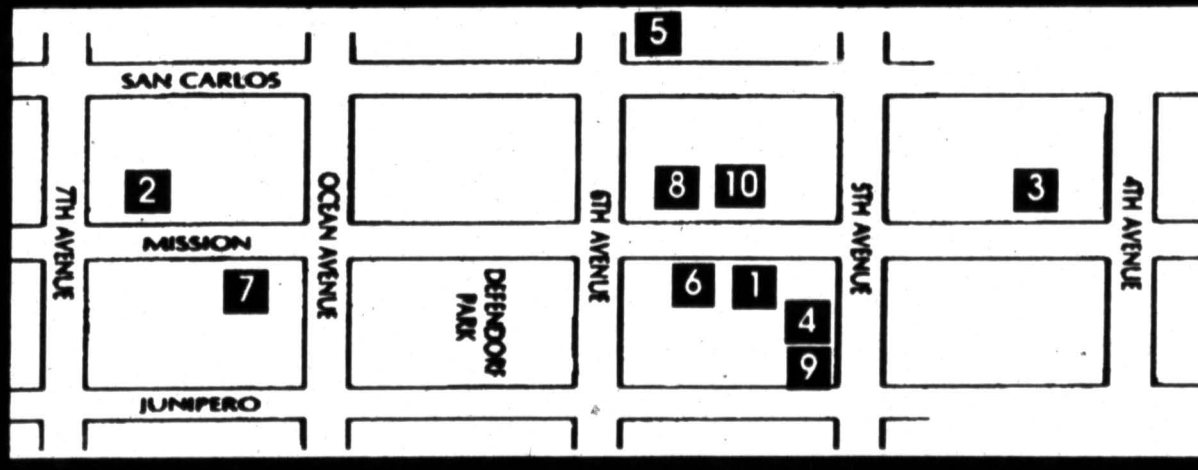 5
SAN CARLOS
2
8
10
3
7TH AVENUE
OCEAN AVENUE
6TH AVENUE
5TH AVENUE
4TH AVENUE
MISSION
7
DEFENDORF
PARK
6
1
4
9
JUNIPERO